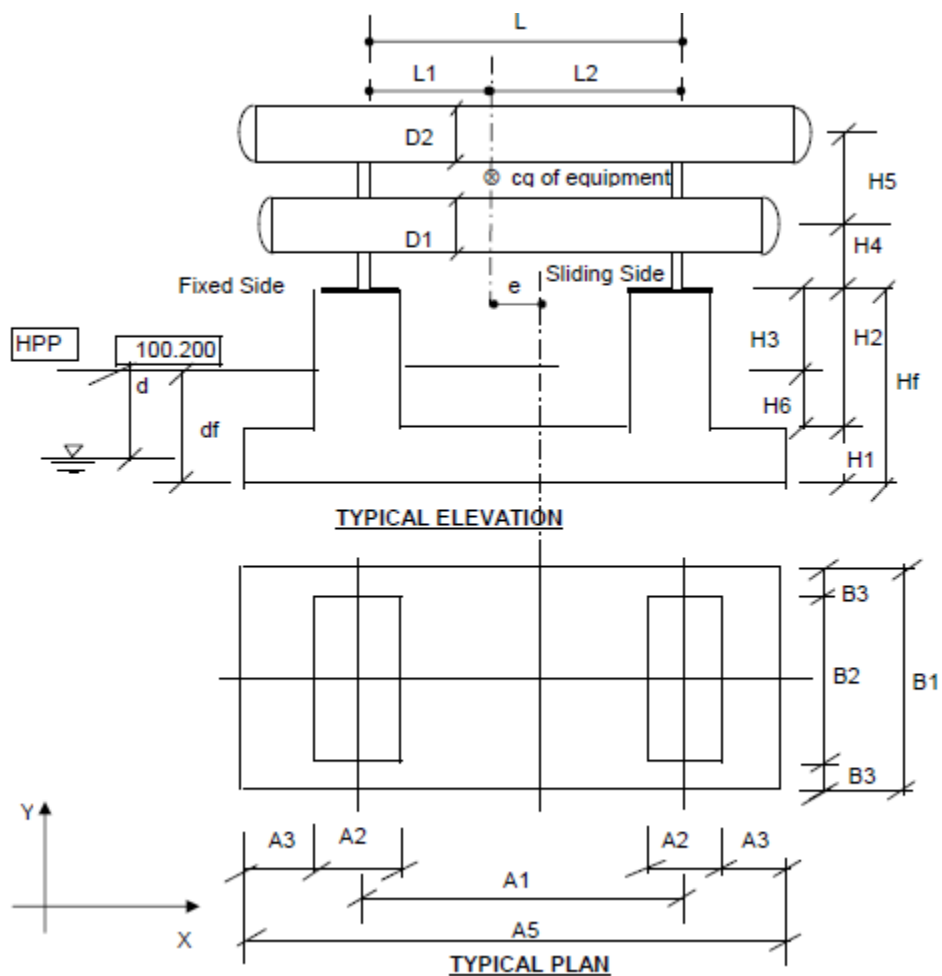 L
L1 L2
D2
cq of equipment
H5
D1
H4
Fixed Side
Sliding Side
e
HPP
100.200
H3
H2
d
Hf
df
H6
H1
TYPICAL ELEVATION
B3
B2
B1
B3
Y
A3 A2 A2 A3
A1
X
A5
TYPICAL PLAN